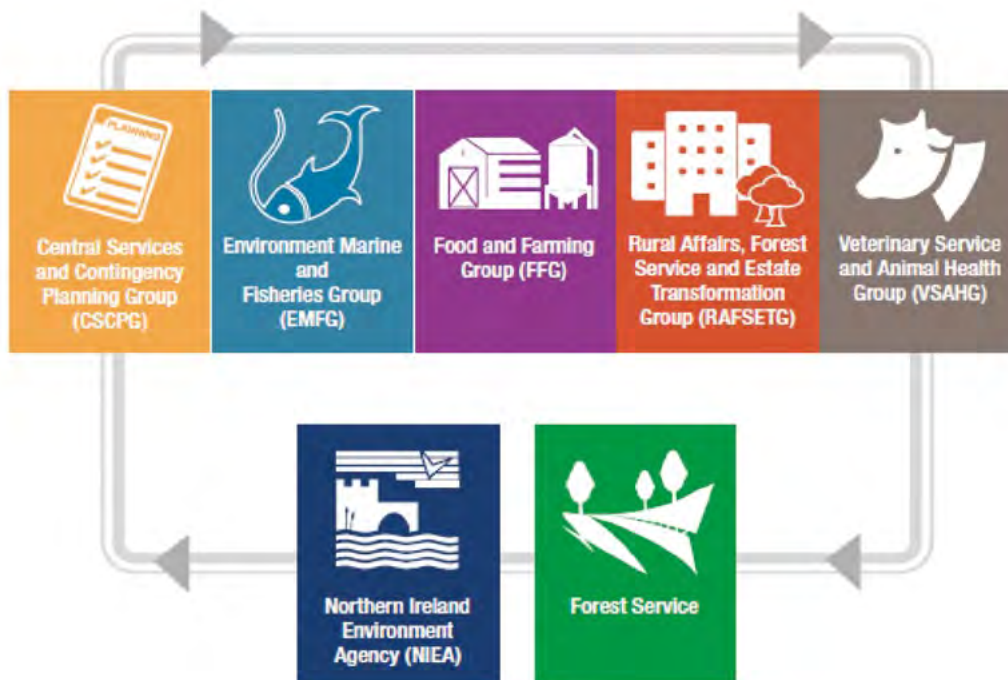 PLANNING
Central Services
and Contingency
Planning Group
(CSCPG)
Environment Marine
and
Fisheries Group
(EMFG)
Food and Farming
Group (FFG)
Rural Affairs, Forest
Service and Estate
Transformation
Group (RAFSETG)
Veterinary Service
and Animal Health
Group (VSAHG)
Northern Ireland
Environment
Agency (NIEA)
Forest Service